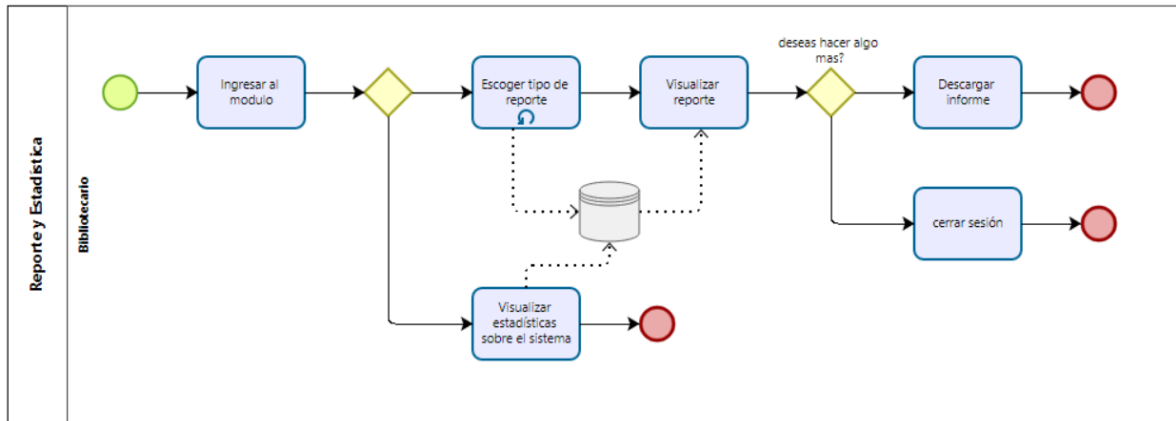 Reporte y Estadística
Bibliotecario
Ingresar al
modulo
Escoger tipo de
reporte
Visualizar
reporte
deseas hacer algo
mas?
Descargar
informe
cerrar sesión
Visualizar
estadísticas
sobre el sistema